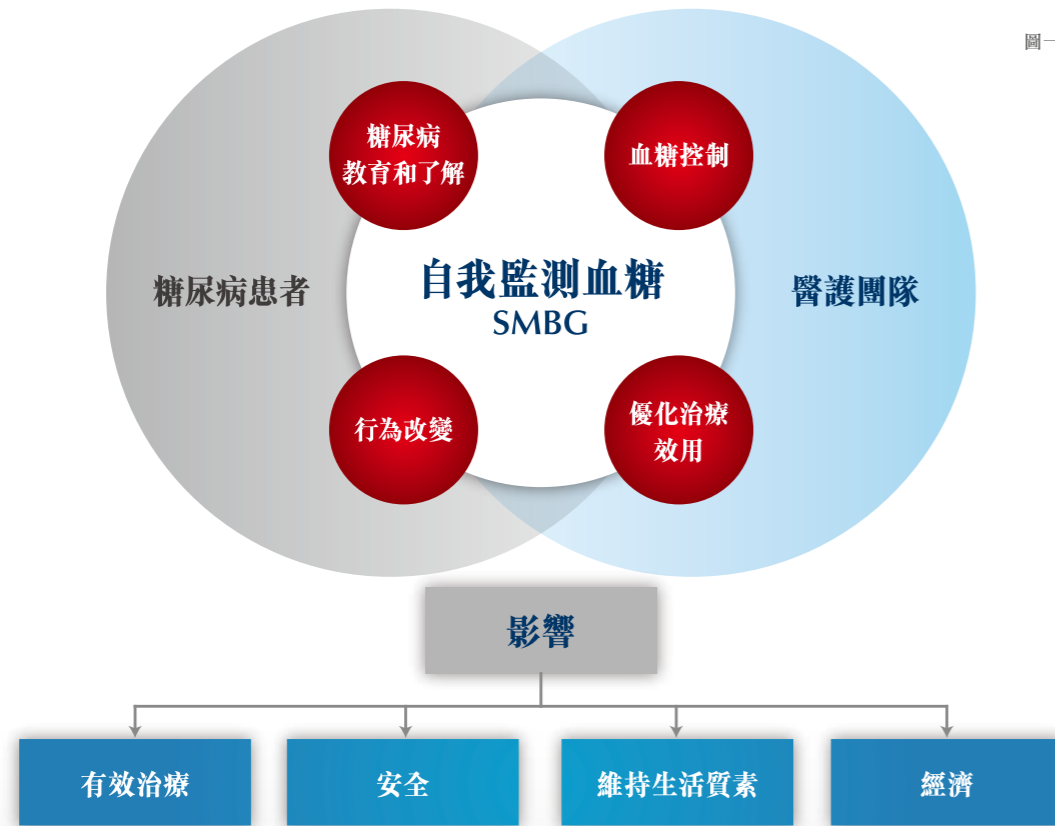 圖一
糖尿病
教育和了解
血糖控制
糖尿病患者
自我監測血糖
SMBG
醫護團隊
行為改變
優化治療
效用
影響
有效治療
安全
維持生活質素
經濟